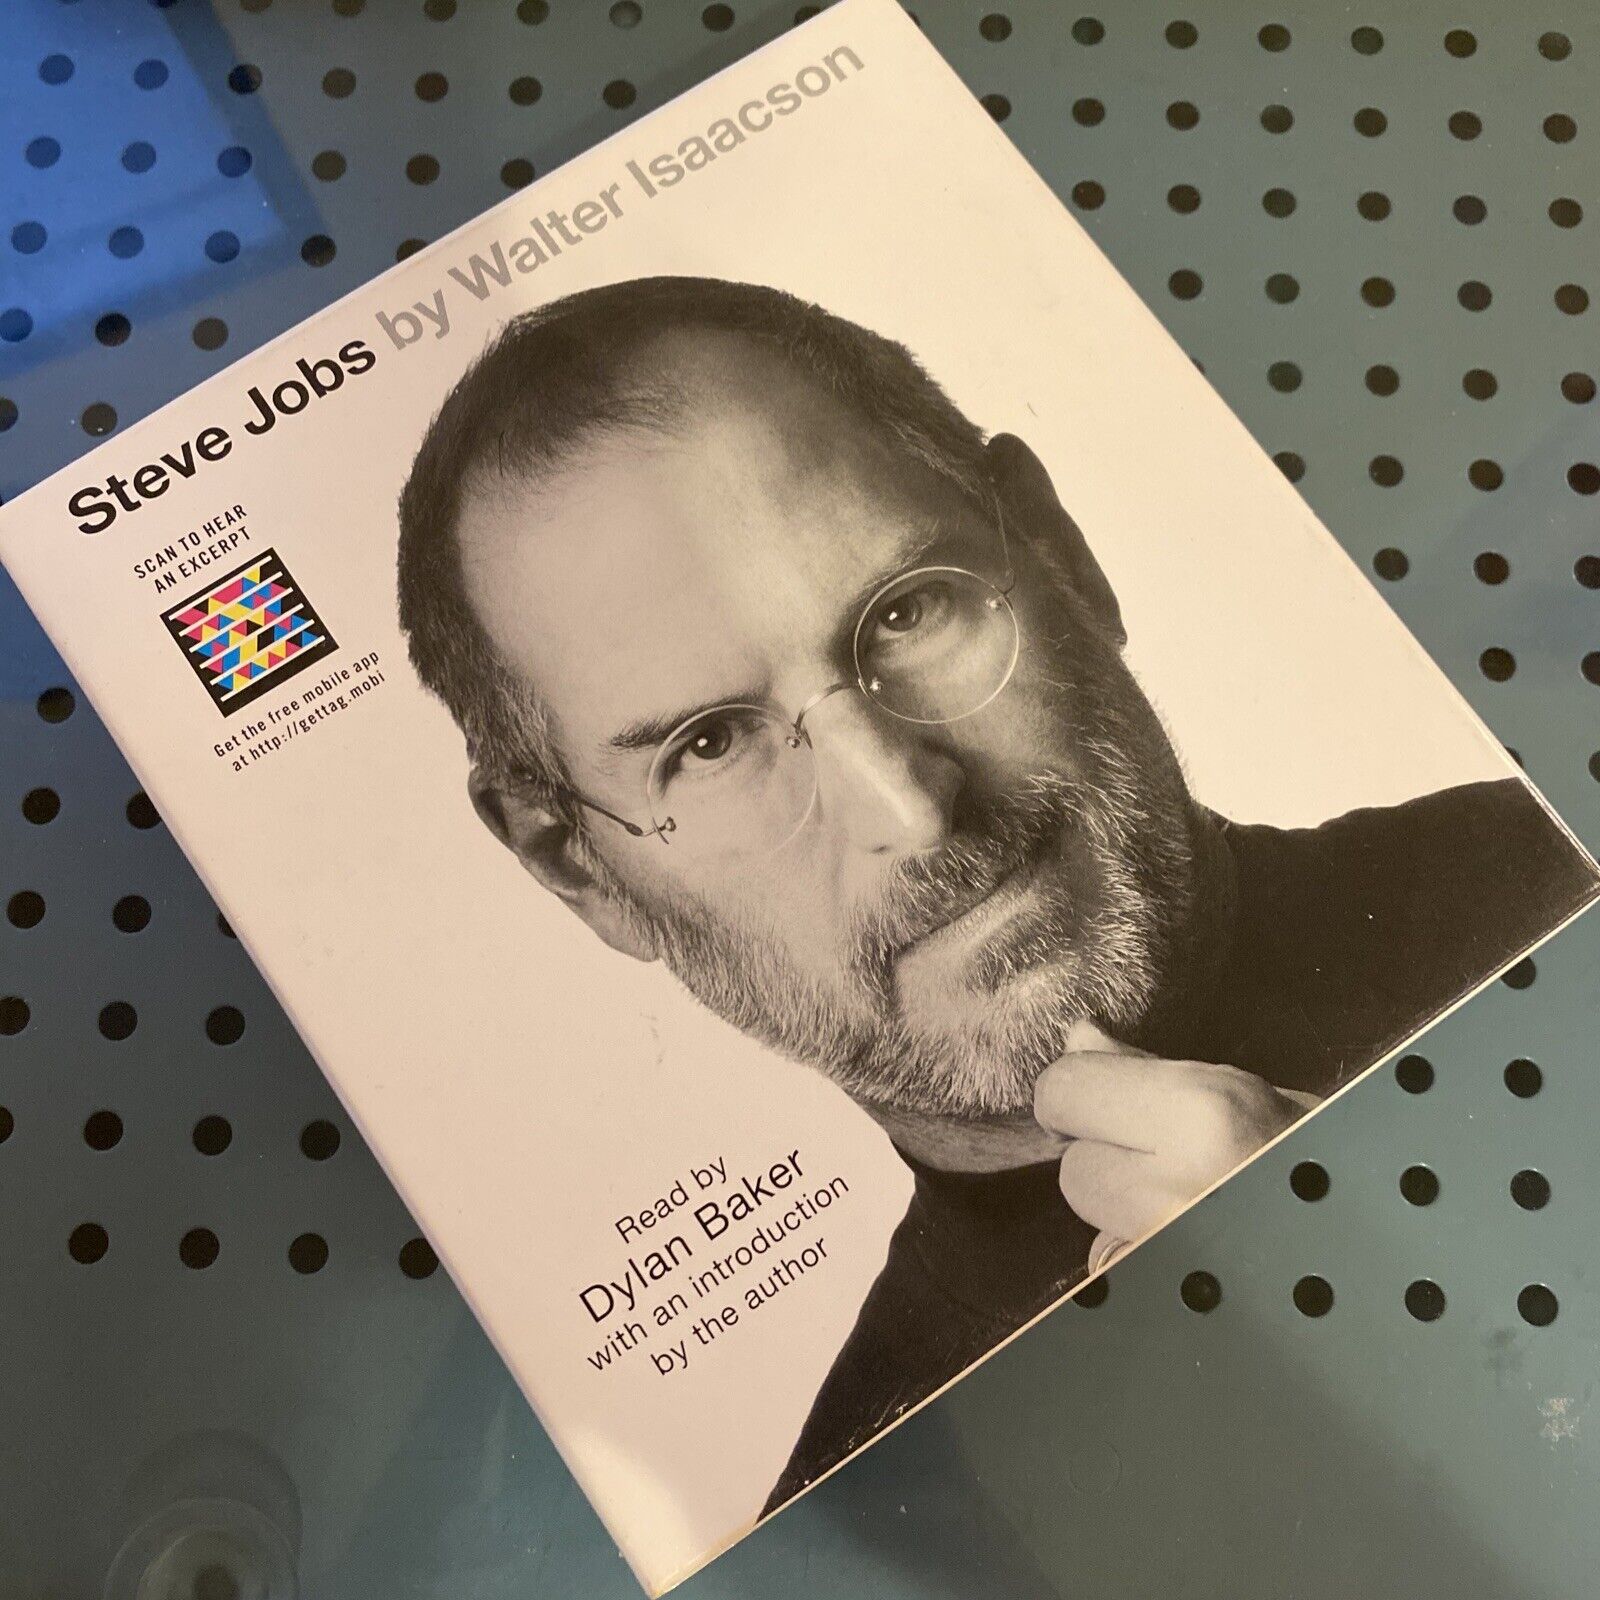 Steve Jobs by Walter Isaacson
SCAN TO HEAR
AN EXCERPT
Get the free mobile app
at http://gettag.mobi
Read by
Dylan Baker
with an introduction
by the author